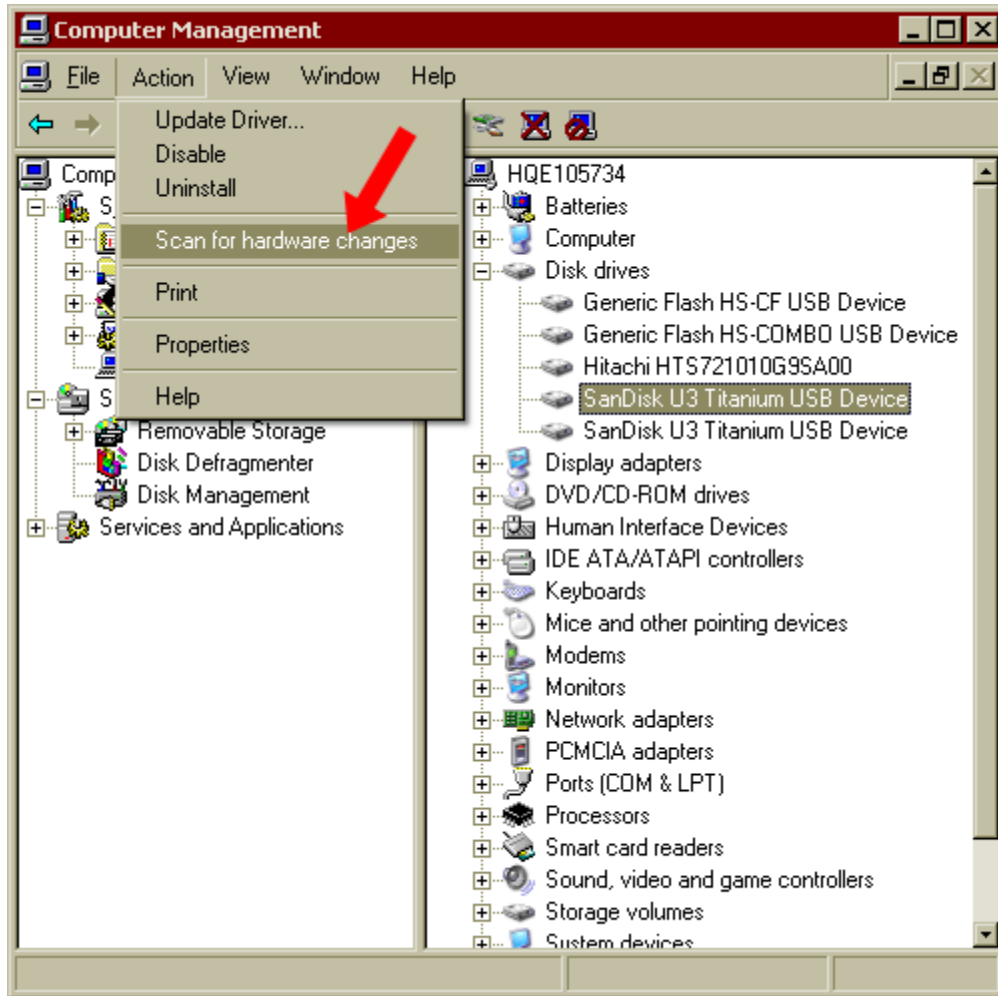 Computer Management
File Action View Window Help
Update Driver...
Disable
Uninstall
Scan for hardware changes
Print
Properties
Help
Comp
S
S
Removable Storage
Disk Defragmenter
Disk Management
Services and Applications
HQE105734
Batteries
Computer
Disk drives
Generic Flash HS-CF USB Device
Generic Flash HS-COMBO USB Device
Hitachi HTS721010G9SA00
SanDisk U3 Titanium USB Device
SanDisk U3 Titanium USB Device
Display adapters
DVD/CD-ROM drives
Human Interface Devices
IDE ATA/ATAPI controllers
Keyboards
Mice and other pointing devices
Modems
Monitors
Network adapters
PCMCIA adapters
Ports (COM & LPT)
Processors
Smart card readers
Sound, video and game controllers
Storage volumes
System devices